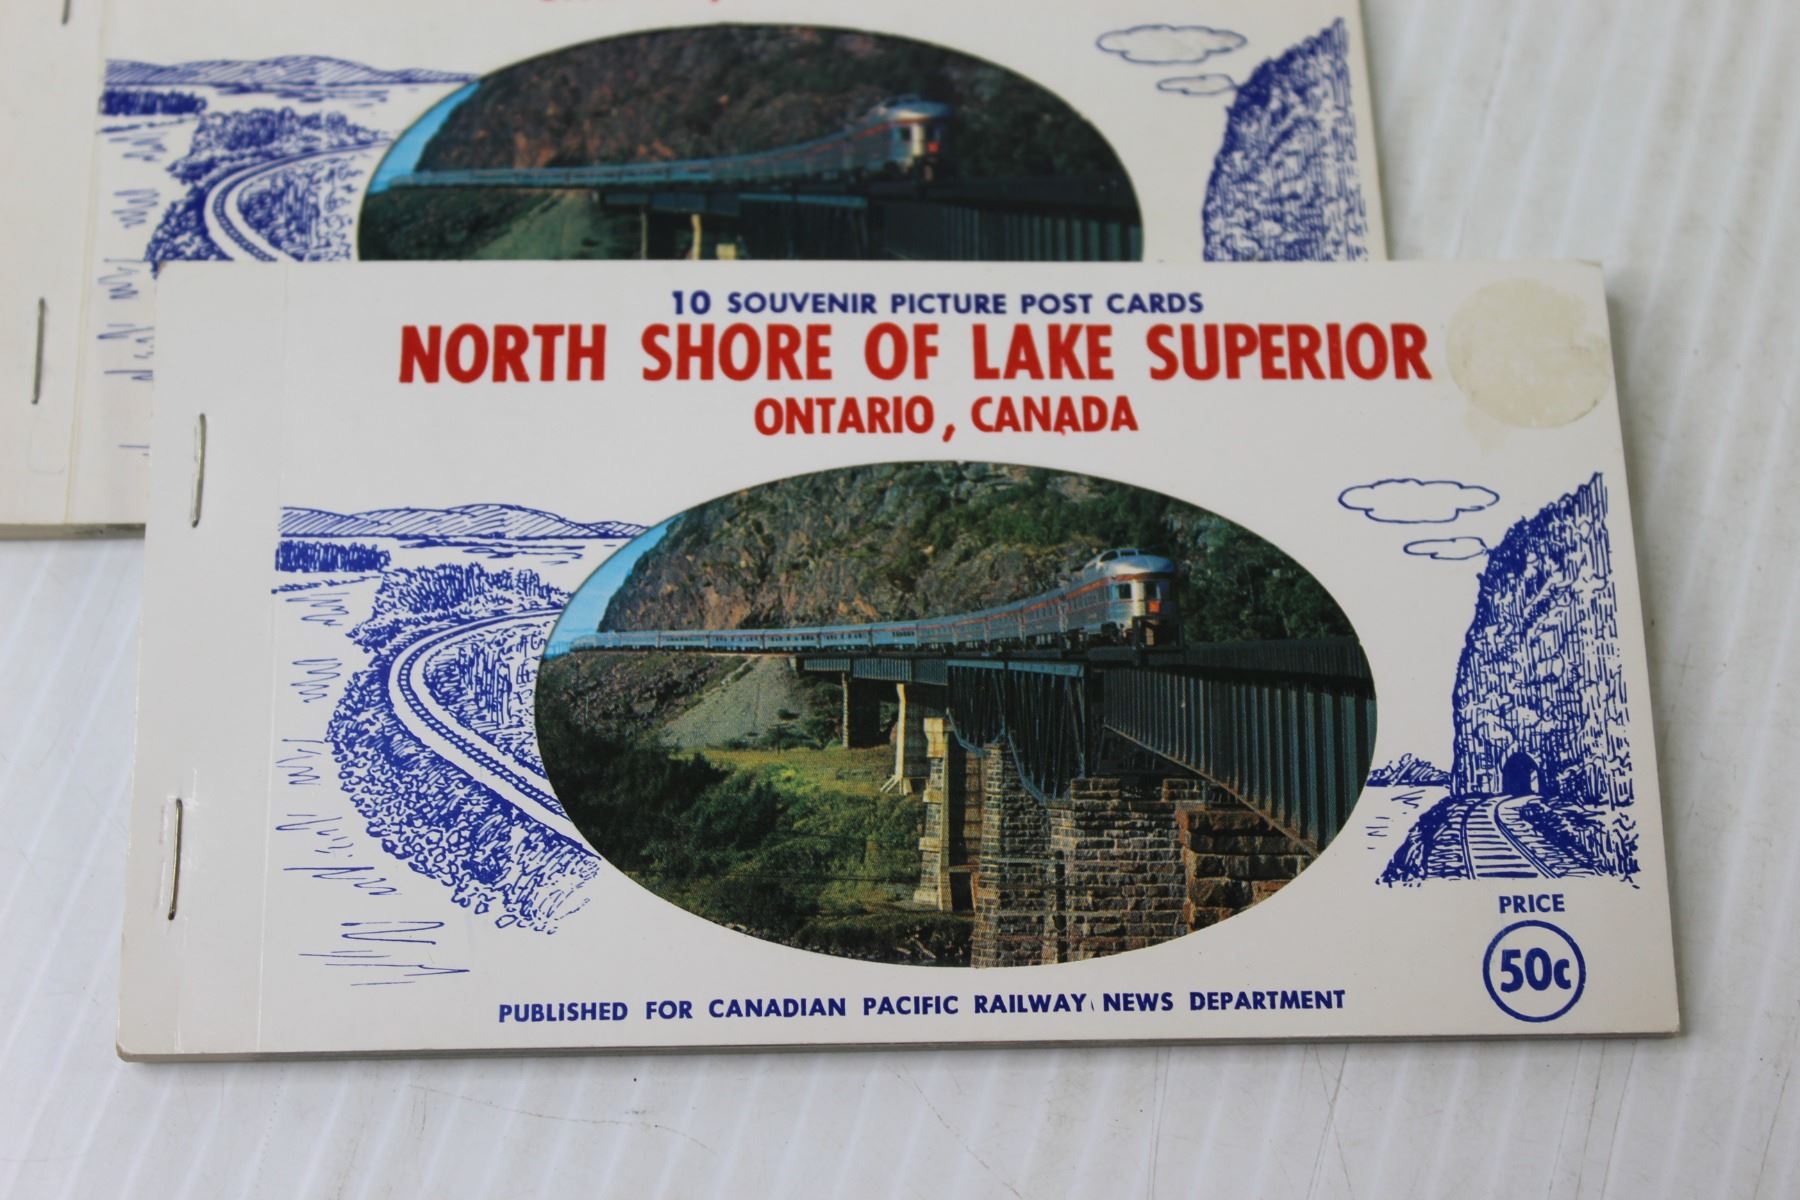 10 SOUVENIR PICTURE POST CARDS
NORTH SHORE OF LAKE SUPERIOR
ONTARIO, CANADA
PRICE
50c
PUBLISHED FOR CANADIAN PACIFIC RAILWAY NEWS DEPARTMENT